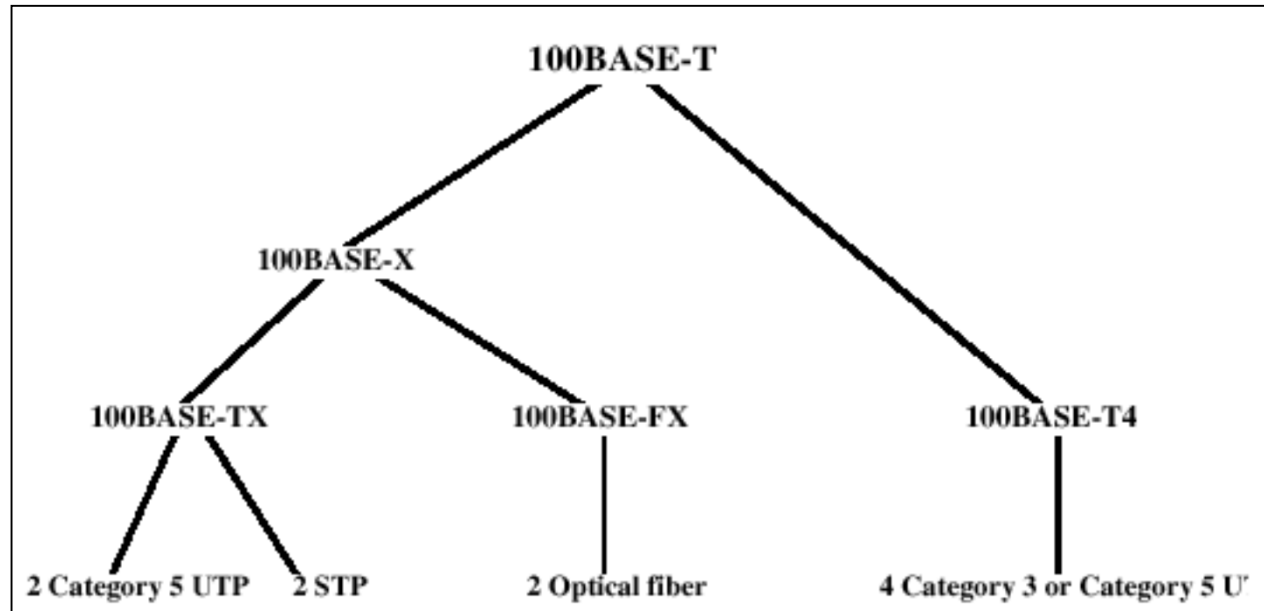 100BASE-T
100BASE-X
100BASE-TX 100BASE-FX 100BASE-T4
2 Category 5 UTP 2 STP 2 Optical fiber 4 Category 3 or Category 5